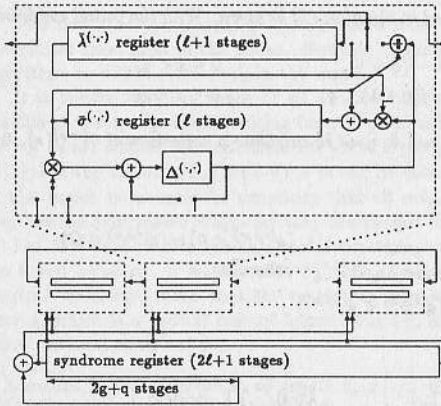 λ̃(·,·) register (ℓ+1 stages)
σ̃(·,·) register (ℓ stages)
Δ(·,·)
syndrome register (2ℓ+1 stages)
2g+q stages